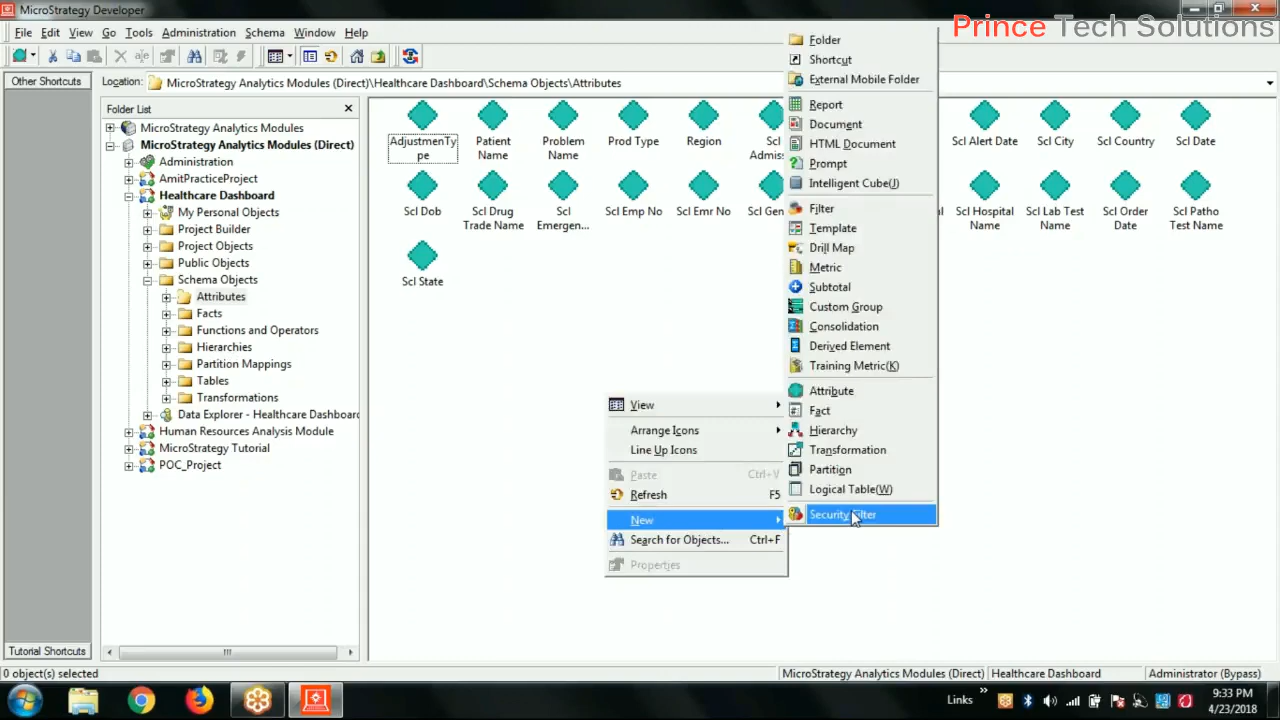 MicroStrategy Developer
Prince Tech Solutions
File Edit View Go Tools Administration Schema Window Help
Other Shortcuts
Location: MicroStrategy Analytics Modules (Direct)\Healthcare Dashboard\Schema Objects\Attributes
Folder List
MicroStrategy Analytics Modules
MicroStrategy Analytics Modules (Direct)
Administration
AmitPracticeProject
Healthcare Dashboard
My Personal Objects
Project Builder
Project Objects
Public Objects
Schema Objects
Attributes
Facts
Functions and Operators
Hierarchies
Partition Mappings
Tables
Transformations
Data Explorer - Healthcare Dashboard
Human Resources Analysis Module
MicroStrategy Tutorial
POC_Project
Tutorial Shortcuts
AdjustmenTy
pe
Patient
Name
Problem
Name
Prod Type
Region
Scl
Admis
Scl Alert Date
Scl City
Scl Country
Scl Date
Scl Dob
Scl Drug
Trade Name
Scl
Emergen...
Scl Emp No
Scl Emr No
Scl Gen
Scl Hospital
Name
Scl Lab Test
Name
Scl Order
Date
Scl Patho
Test Name
Scl State
View
Arrange Icons
Line Up Icons
Paste Ctrl+V
Refresh F5
New
Search for Objects... Ctrl+F
Properties
Folder
Shortcut
External Mobile Folder
Report
Document
HTML Document
Prompt
Intelligent Cube(J)
Filter
Template
Drill Map
Metric
Subtotal
Custom Group
Consolidation
Derived Element
Training Metric(K)
Attribute
Fact
Hierarchy
Transformation
Partition
Logical Table(W)
Security Filter
0 object(s) selected
MicroStrategy Analytics Modules (Direct) Healthcare Dashboard Administrator (Bypass)
Links »
9:33 PM
4/23/2018